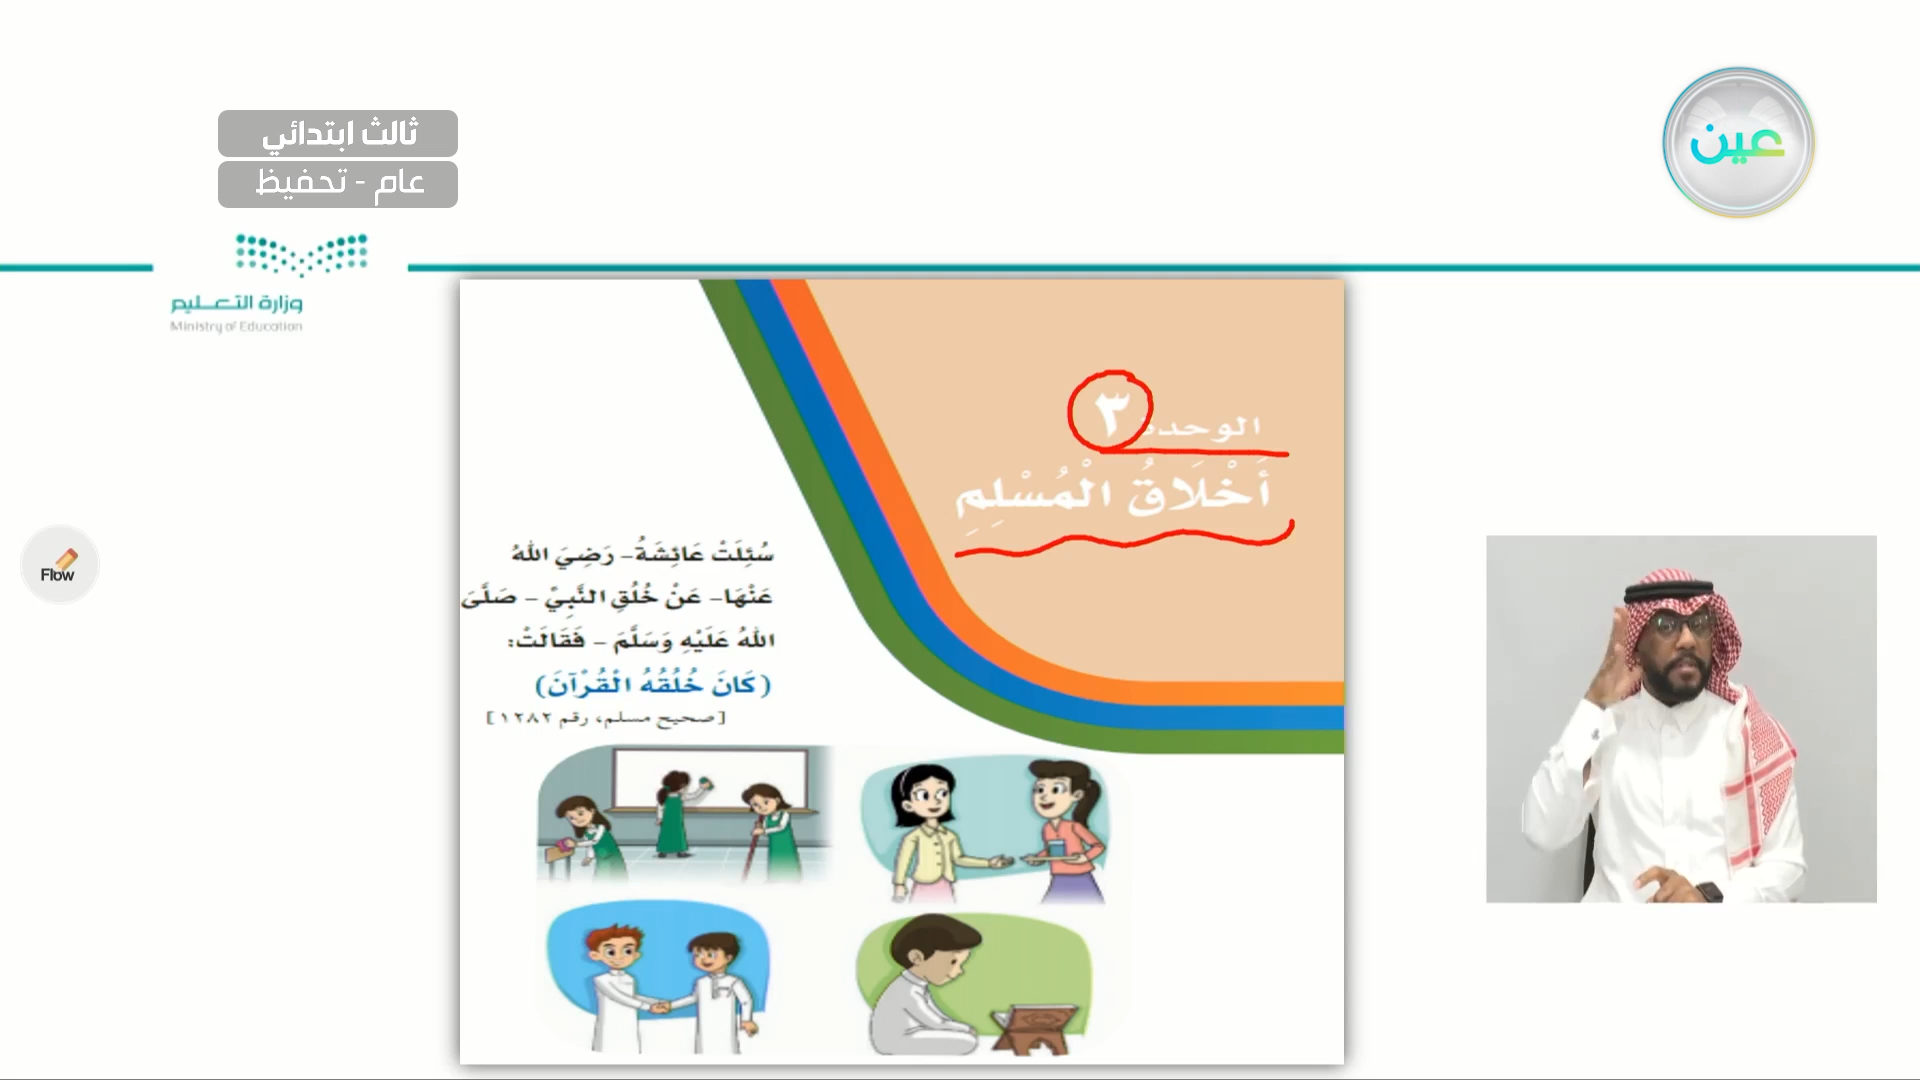 ثالث ابتدائي
عام - تحفيظ
عين
وزارة التعليم
Ministry of Education
الوحدة ٣
أَخْلَاقُ الْمُسْلِمِ
سُئِلَتْ عَائِشَةُ- رَضِيَ اللهُ
عَنْهَا- عَنْ خُلُقِ النَّبِيِّ - صَلَّى
اللهُ عَلَيْهِ وَسَلَّمَ - فَقَالَتْ:
(كَانَ خُلُقُهُ الْقُرْآنَ)
[صحيح مسلم، رقم ١٢٨٢]
Flow